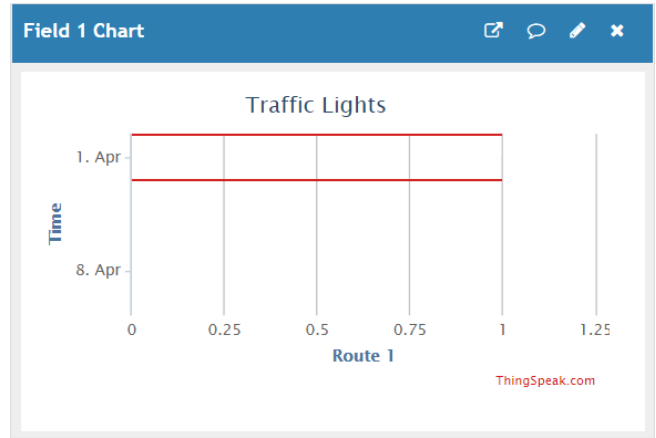 Field 1 Chart
Traffic Lights
1. Apr
Time
8. Apr
0 0.25 0.5 0.75 1 1.25
Route 1
ThingSpeak.com